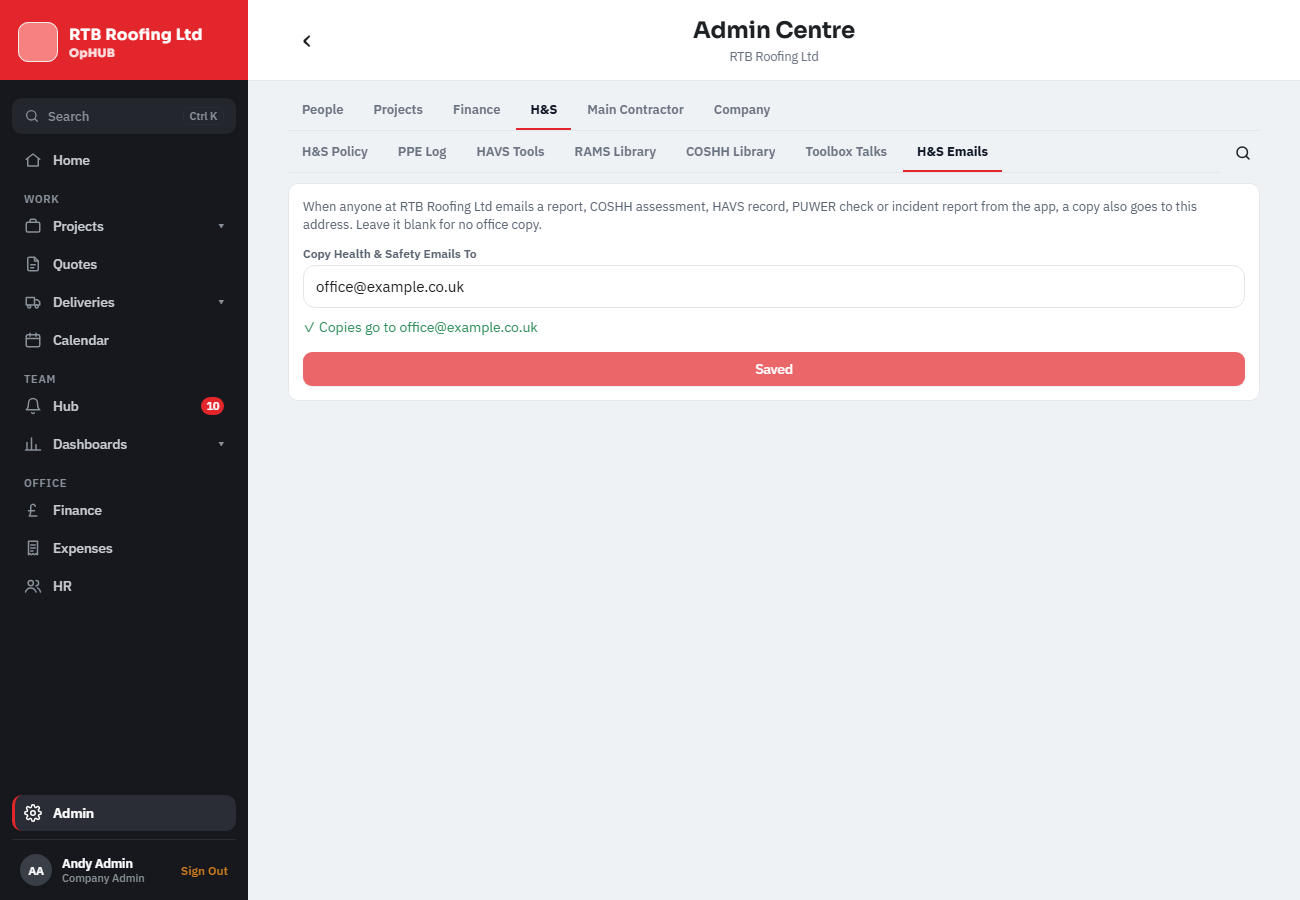 RTB Roofing Ltd
OpHUB
Search Ctrl K
Home
WORK
Projects
Quotes
Deliveries
Calendar
TEAM
Hub 10
Dashboards
OFFICE
Finance
Expenses
HR
Admin
AA
Andy Admin
Company Admin
Sign Out
Admin Centre
RTB Roofing Ltd
People Projects Finance H&S Main Contractor Company
H&S Policy PPE Log HAVS Tools RAMS Library COSHH Library Toolbox Talks H&S Emails
When anyone at RTB Roofing Ltd emails a report, COSHH assessment, HAVS record, PUWER check or incident report from the app, a copy also goes to this
address. Leave it blank for no office copy.
Copy Health & Safety Emails To
office@example.co.uk
✓ Copies go to office@example.co.uk
Saved